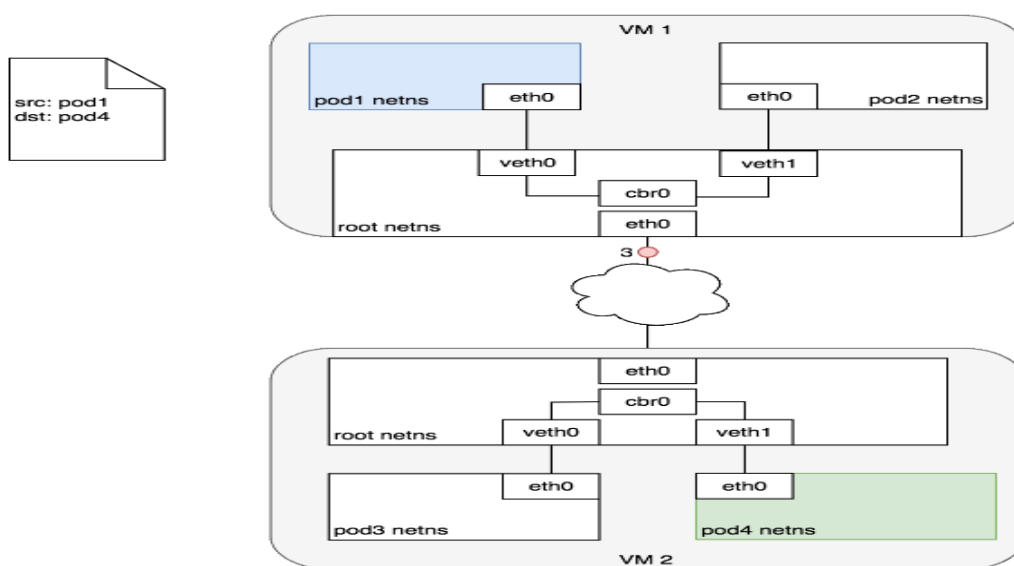 VM 1
src: pod1
dst: pod4
pod1 netns
eth0
eth0
pod2 netns
veth0
veth1
cbr0
root netns
eth0
3
eth0
cbr0
root netns
veth0
veth1
pod3 netns
eth0
eth0
pod4 netns
VM 2